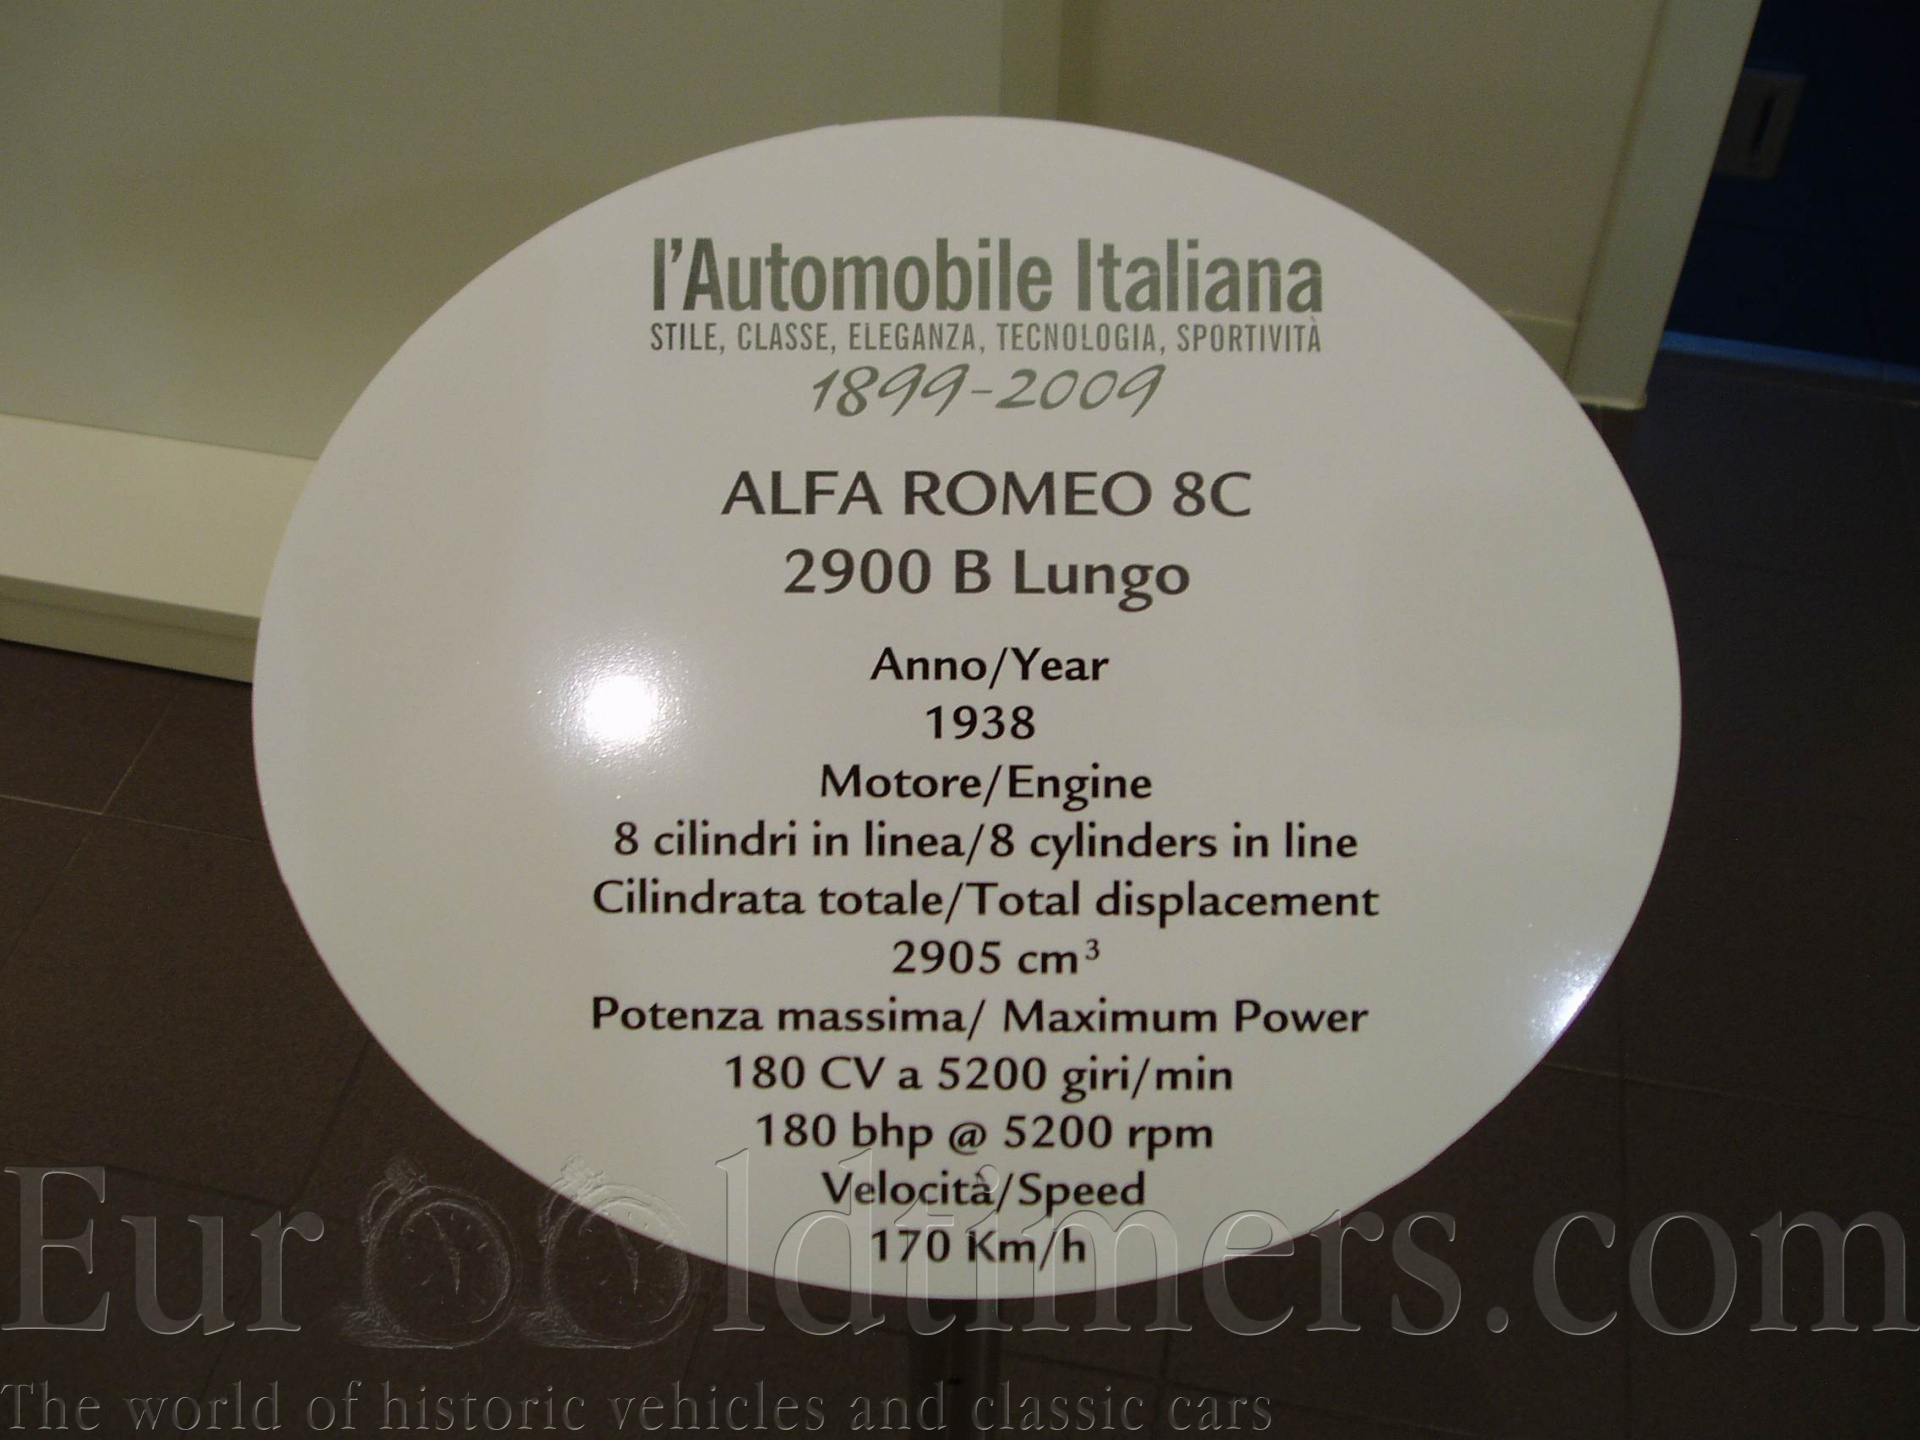 l'Automobile Italiana
STILE, CLASSE, ELEGANZA, TECNOLOGIA, SPORTIVITÀ
1899-2009
ALFA ROMEO 8C
2900 B Lungo
Anno/Year
1938
Motore/Engine
8 cilindri in linea/8 cylinders in line
Cilindrata totale/Total displacement
2905 cm³
Potenza massima/ Maximum Power
180 CV a 5200 giri/min
180 bhp @ 5200 rpm
Velocità/Speed
170 Km/h
EurOOldtimers.com
The world of historic vehicles and classic cars